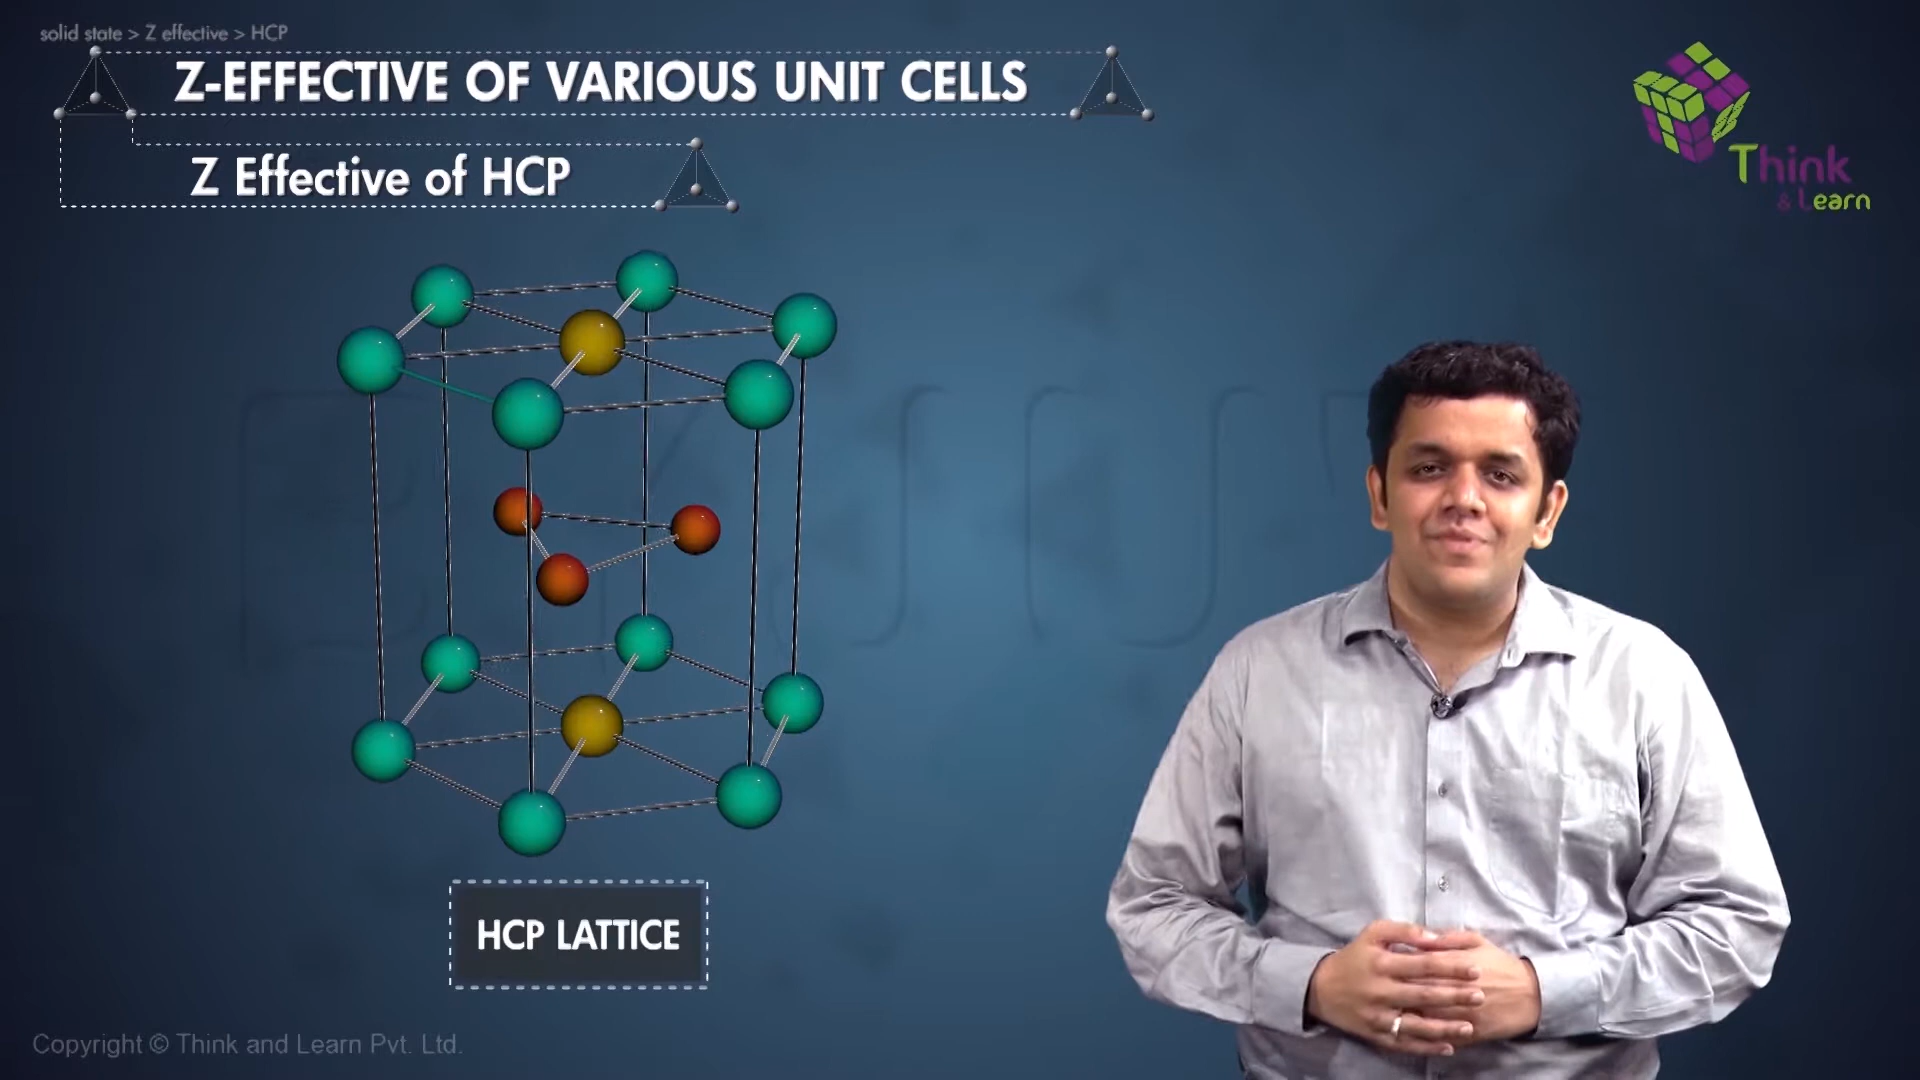 solid state > Z effective > HCP
Z-EFFECTIVE OF VARIOUS UNIT CELLS
Z Effective of HCP
Think
& Learn
BYJU'
HCP LATTICE
Copyright © Think and Learn Pvt. Ltd.